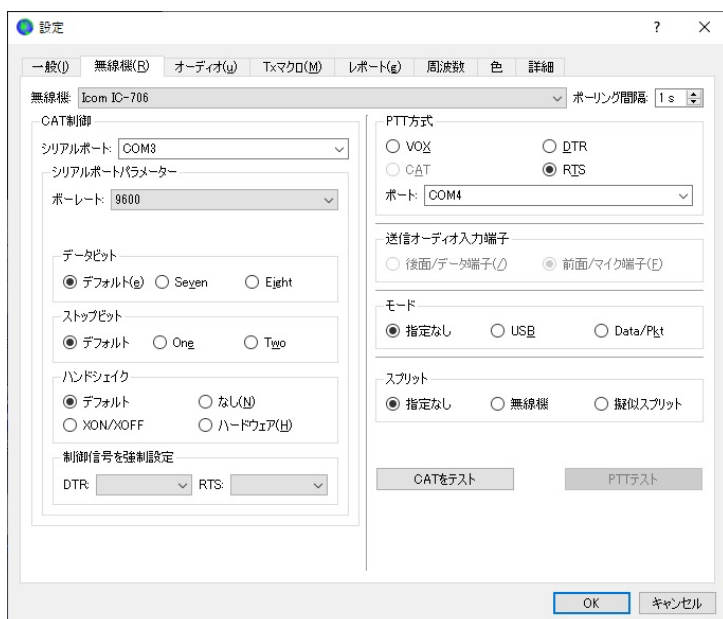 設定
一般(I) 無線機(R) オーディオ(u) Txマクロ(M) レポート(g) 周波数 色 詳細
無線機: Icom IC-706 ポーリング間隔: 1 s
CAT制御
シリアルポート: COM3
シリアルポートパラメーター
ボーレート: 9600
データビット
デフォルト(e) Seven Eight
ストップビット
デフォルト One Two
ハンドシェイク
デフォルト なし(N)
XON/XOFF ハードウェア(H)
制御信号を強制設定
DTR: RTS:
PTT方式
VOX DTR
CAT RTS
ポート: COM4
送信オーディオ入力端子
後面/データ端子(/) 前面/マイク端子(F)
モード
指定なし USB Data/Pkt
スプリット
指定なし 無線機 擬似スプリット
CATをテスト PTTテスト
OK キャンセル